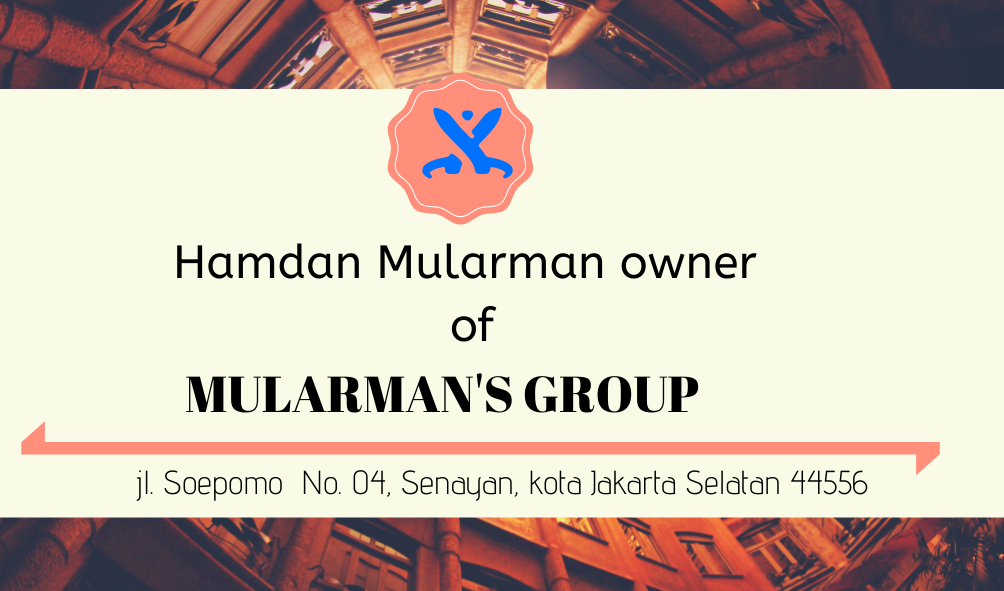 Hamdan Mularman owner
of
MULARMAN'S GROUP
jl. Soepomo  No. 04, Senayan, kota Jakarta Selatan 44556